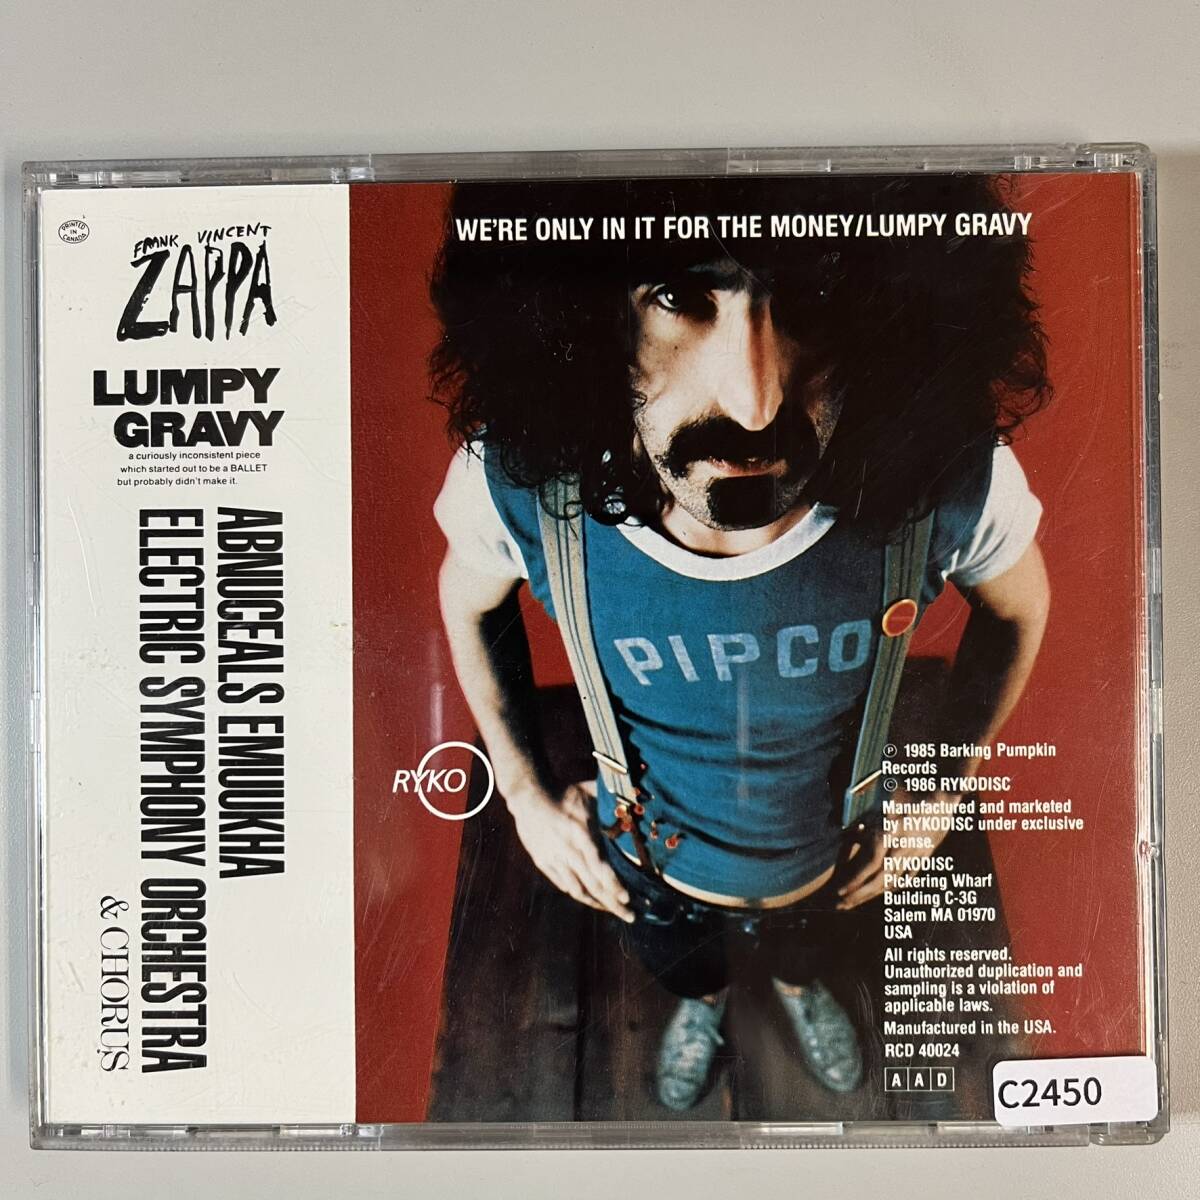 PRINTED
IN
CANADA
FRANK VINCENT
ZAPPA
LUMPY
GRAVY
a curiously inconsistent piece
which started out to be a BALLET
but probably didn't make it.
ABNUCEALS EMUUKHA
ELECTRIC SYMPHONY ORCHESTRA
& CHORUS
WE'RE ONLY IN IT FOR THE MONEY/LUMPY GRAVY
PIPCO
RYKO
℗ 1985 Barking Pumpkin
Records
© 1986 RYKODISC
Manufactured and marketed
by RYKODISC under exclusive
license.
RYKODISC
Pickering Wharf
Building C-3G
Salem MA 01970
USA
All rights reserved.
Unauthorized duplication and
sampling is a violation of
applicable laws.
Manufactured in the USA.
RCD 40024
A A D
C2450